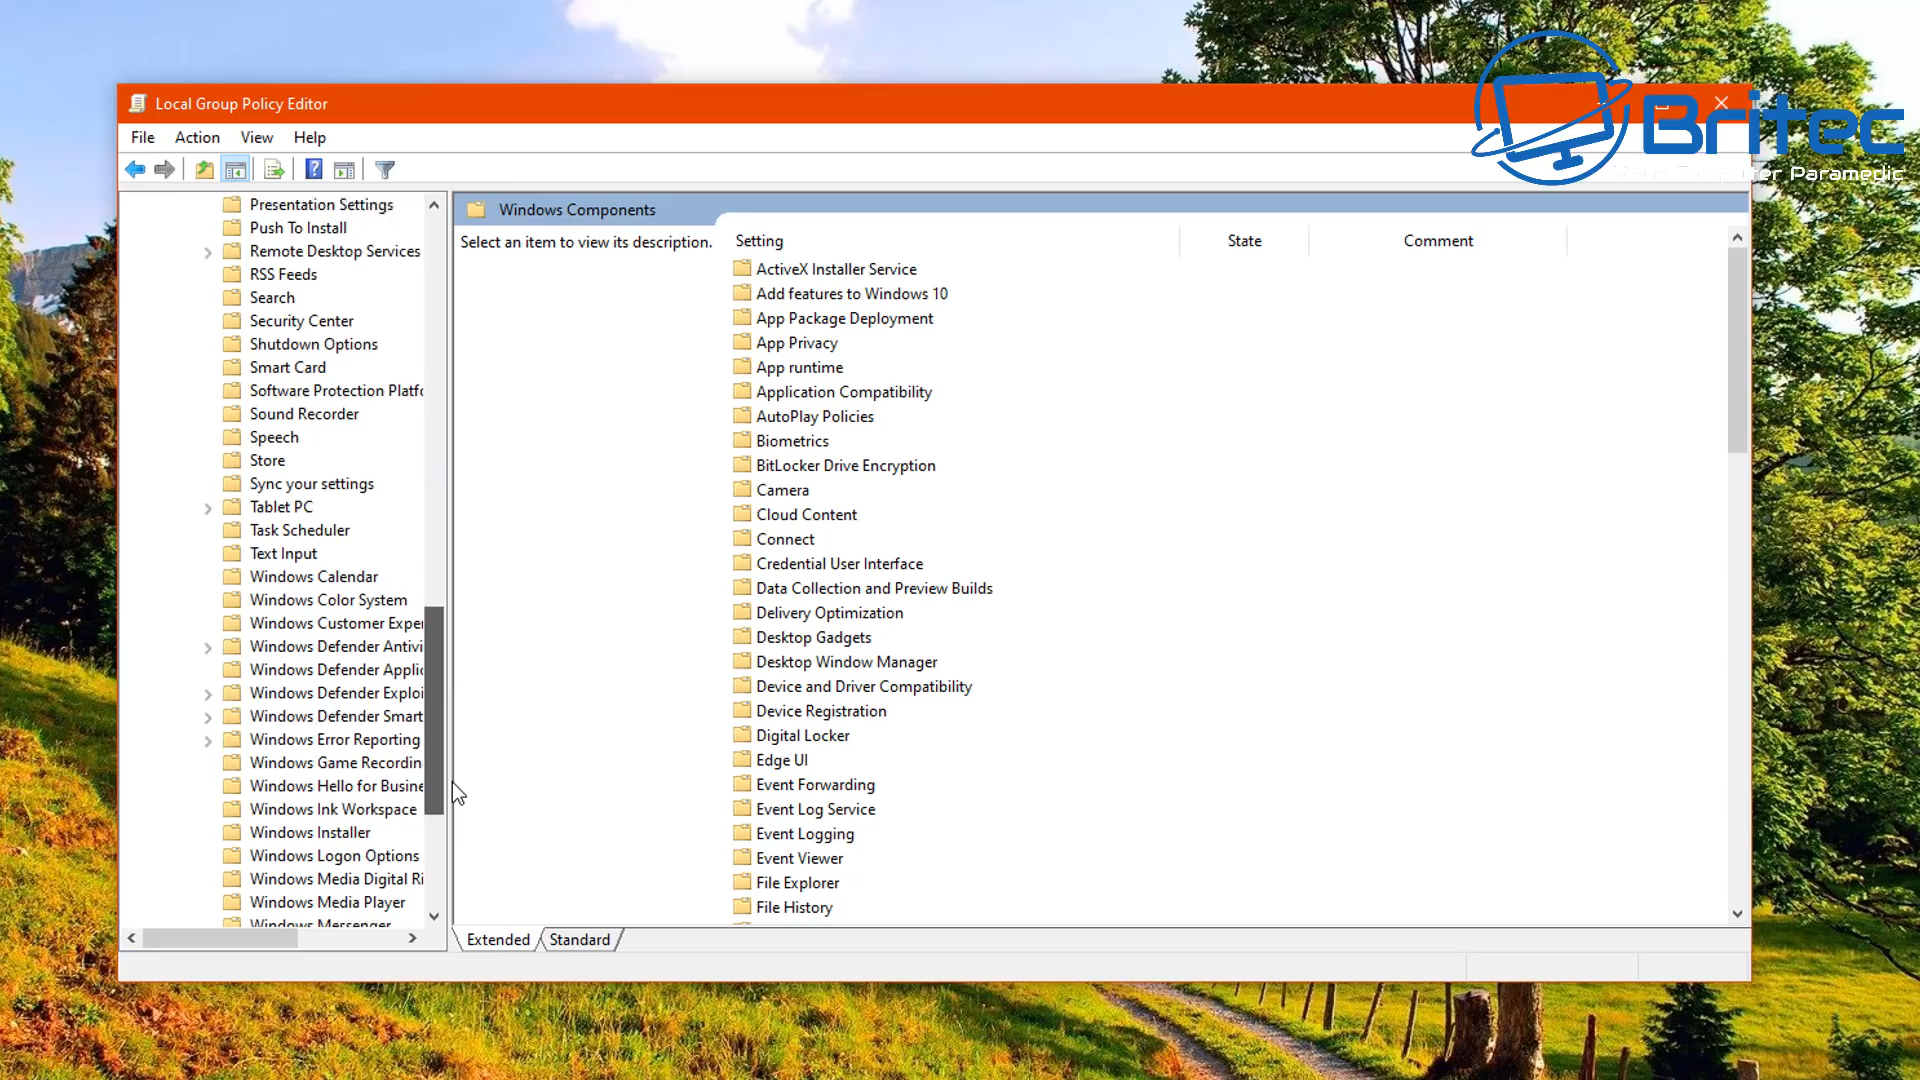 Local Group Policy Editor
File Action View Help
Britec
Computer Paramedic
Presentation Settings
Push To Install
Remote Desktop Services
RSS Feeds
Search
Security Center
Shutdown Options
Smart Card
Software Protection Platfo
Sound Recorder
Speech
Store
Sync your settings
Tablet PC
Task Scheduler
Text Input
Windows Calendar
Windows Color System
Windows Customer Exper
Windows Defender Antivi
Windows Defender Applic
Windows Defender Exploi
Windows Defender Smart
Windows Error Reporting
Windows Game Recordin
Windows Hello for Busine
Windows Ink Workspace
Windows Installer
Windows Logon Options
Windows Media Digital Ri
Windows Media Player
Windows Messenger
Windows Components
Select an item to view its description.
Setting State Comment
ActiveX Installer Service
Add features to Windows 10
App Package Deployment
App Privacy
App runtime
Application Compatibility
AutoPlay Policies
Biometrics
BitLocker Drive Encryption
Camera
Cloud Content
Connect
Credential User Interface
Data Collection and Preview Builds
Delivery Optimization
Desktop Gadgets
Desktop Window Manager
Device and Driver Compatibility
Device Registration
Digital Locker
Edge UI
Event Forwarding
Event Log Service
Event Logging
Event Viewer
File Explorer
File History
Extended Standard